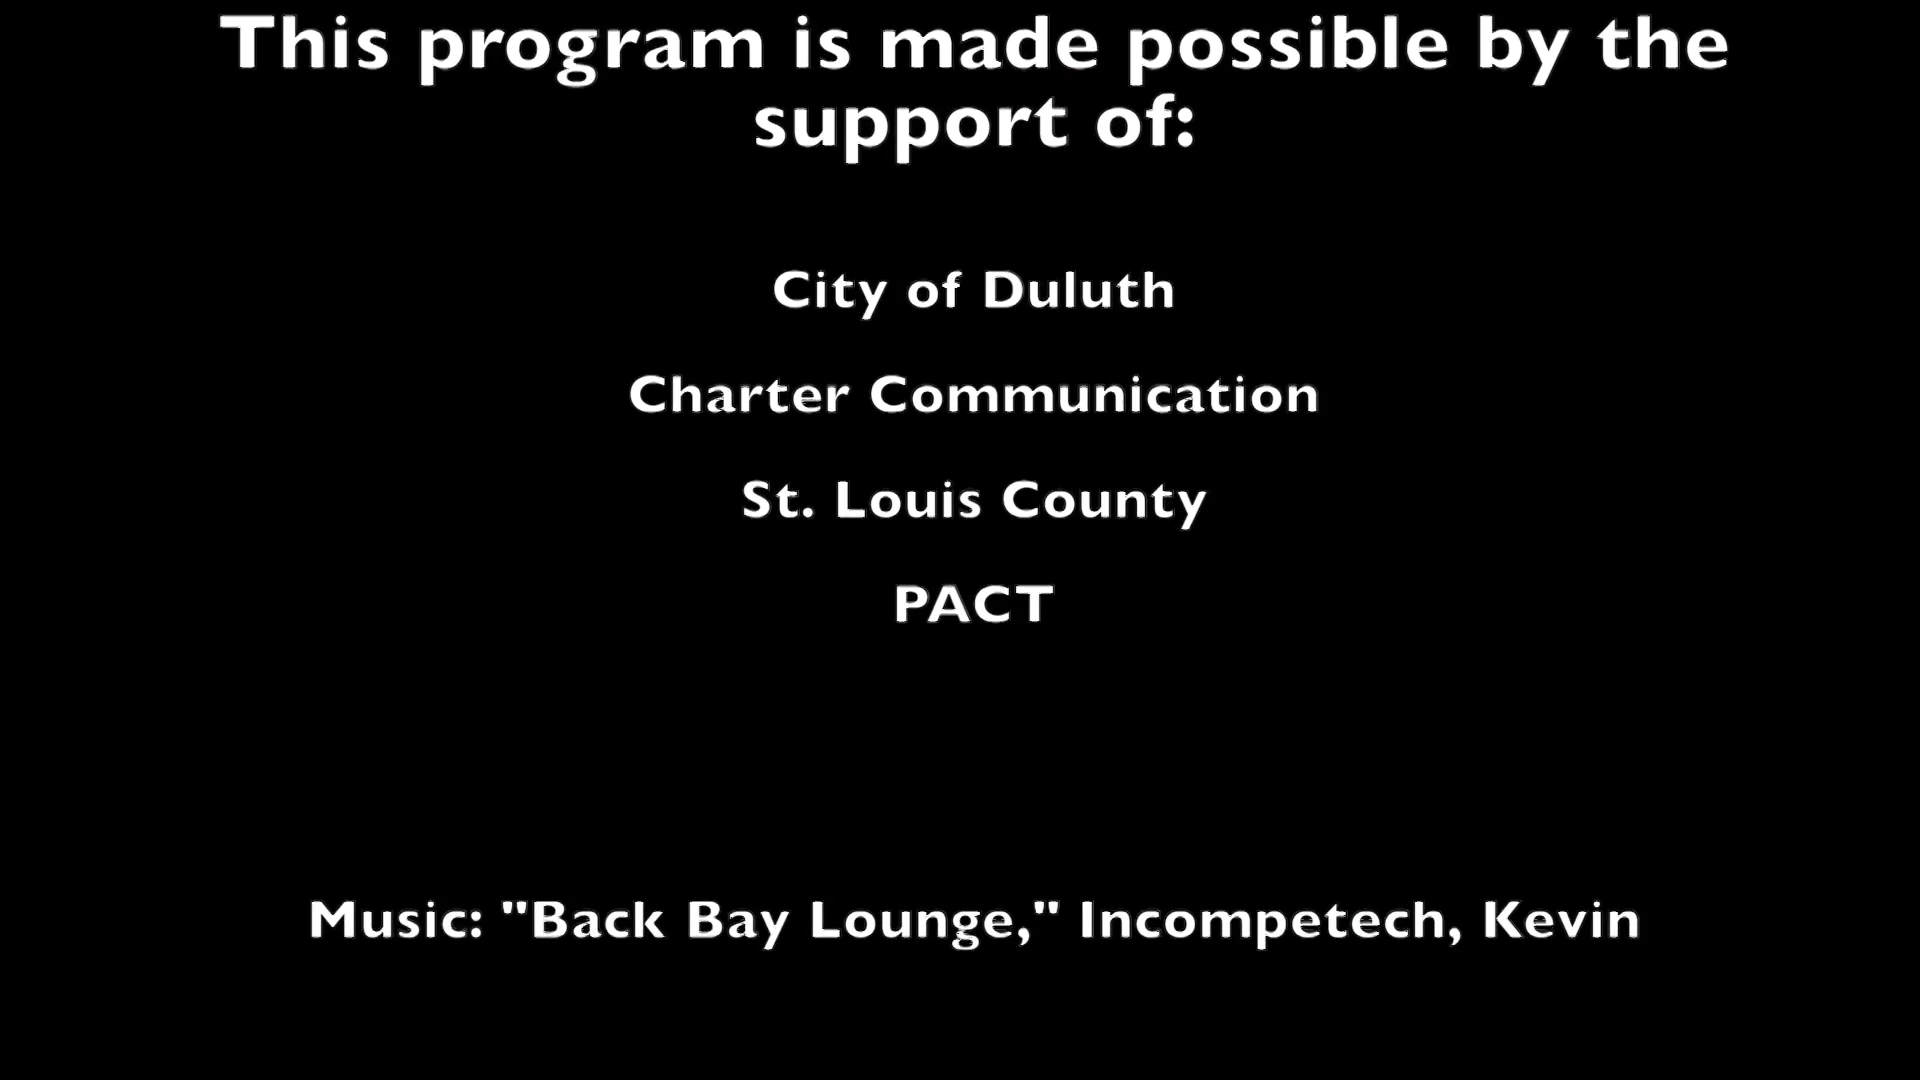 This program is made possible by the
support of:
City of Duluth
Charter Communication
St. Louis County
PACT
Music: "Back Bay Lounge," Incompetech, Kevin